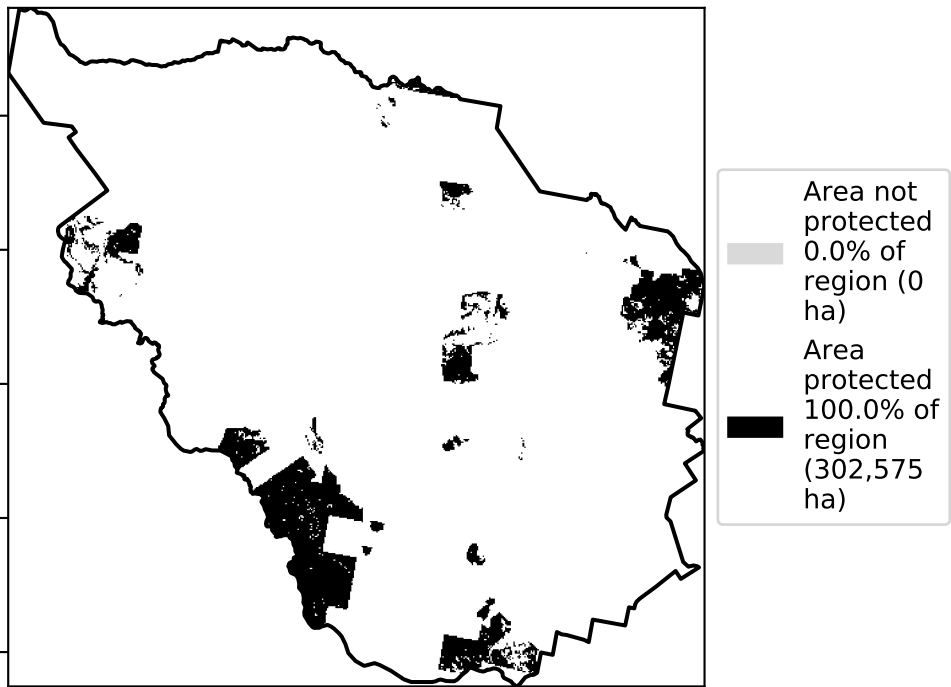 Area not
protected
0.0% of
region (0
ha)
Area
protected
100.0% of
region
(302,575
ha)